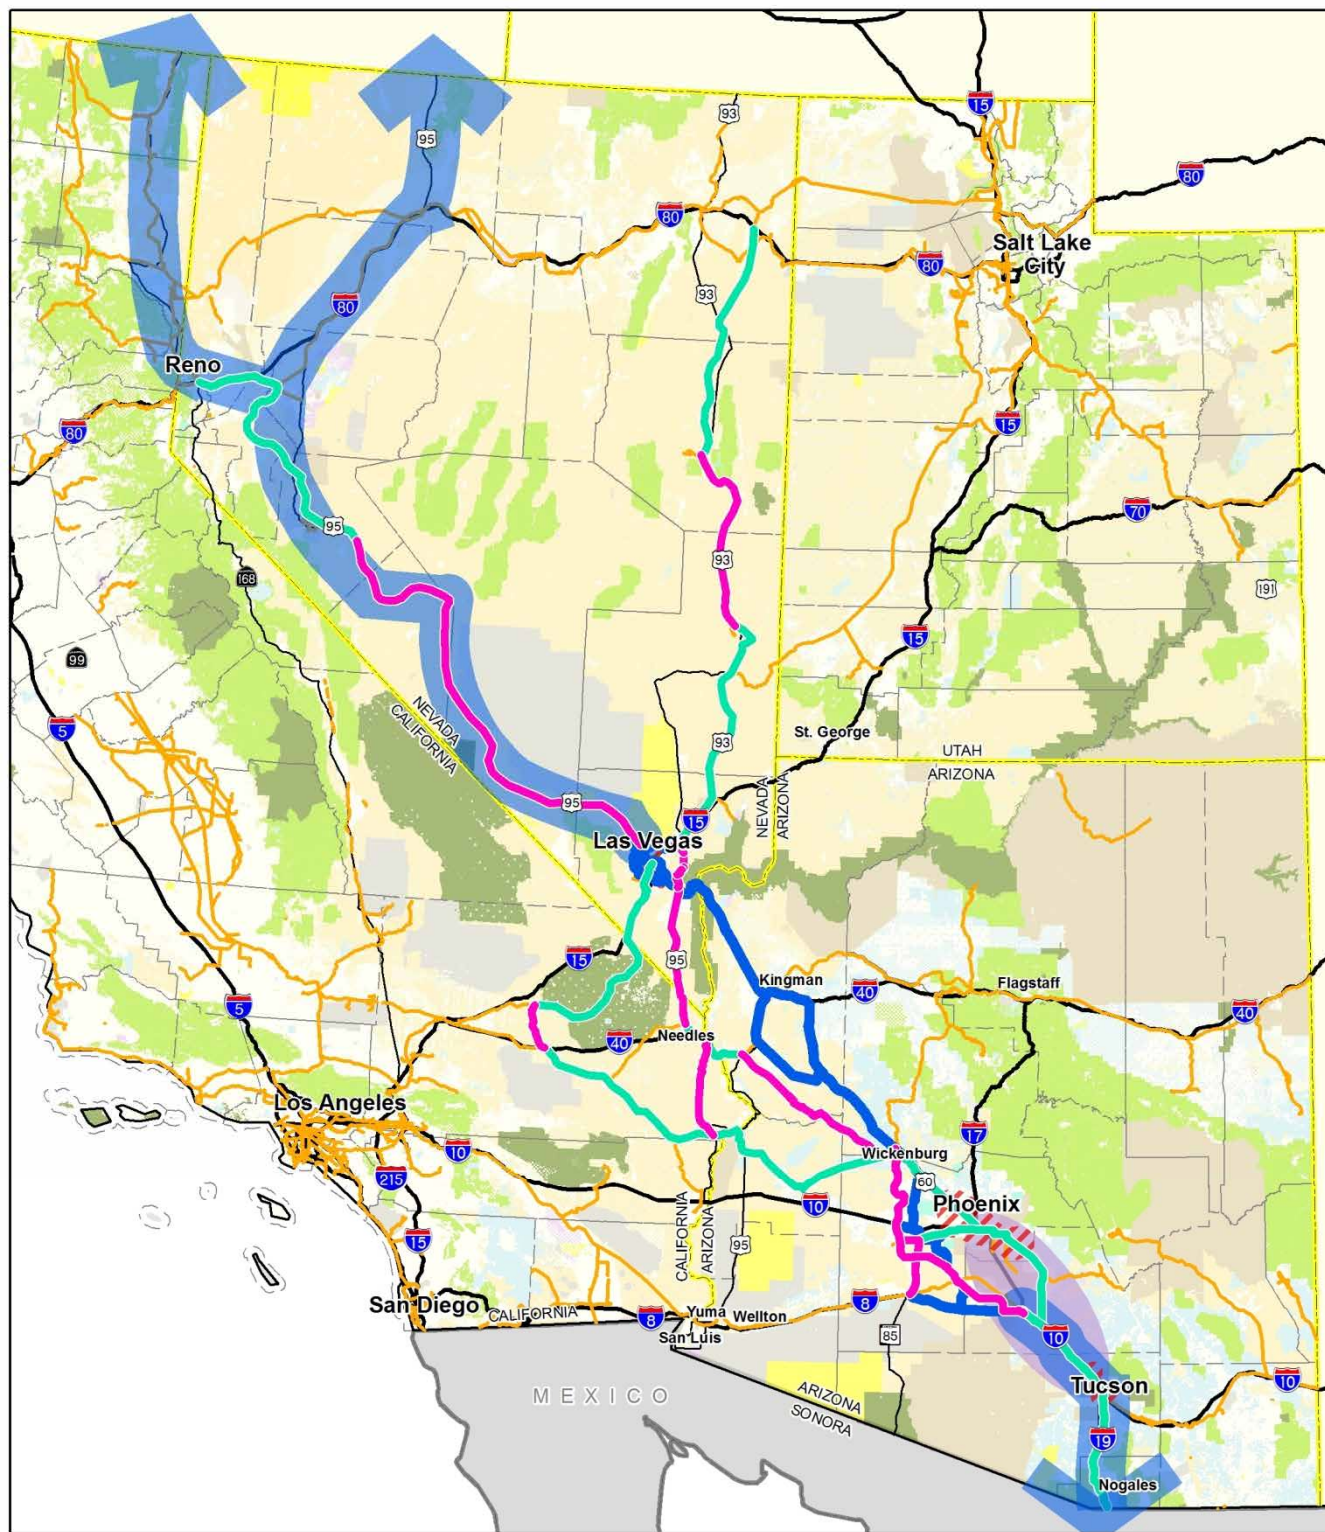 93
15
95
80
80
Salt Lake
City
93
80
80
Reno
15
80
70
95
93
168
191
15
99
5
NEVADA
CALIFORNIA
St. George
93
UTAH
ARIZONA
NEVADA
ARIZONA
95
15
Las Vegas
15
95
Kingman
40
Flagstaff
5
40
Needles
40
Los Angeles
17
10
Wickenburg
215
60
10
Phoenix
CALIFORNIA
ARIZONA
15
95
San Diego
CALIFORNIA
8
Yuma
Wellton
8
San Luis
85
10
Tucson
10
MEXICO
ARIZONA
SONORA
19
Nogales